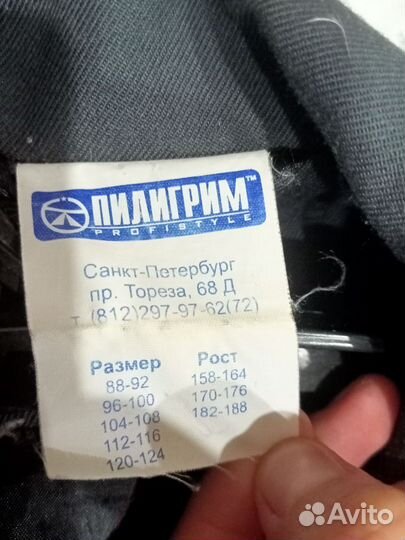 ПИЛИГРИМ™
PROFISTYLE
Санкт-Петербург
пр. Тореза, 68 Д
т. (812)297-97-62(72)
Размер Рост
88-92 158-164
96-100 170-176
104-108 182-188
112-116
120-124
Avito